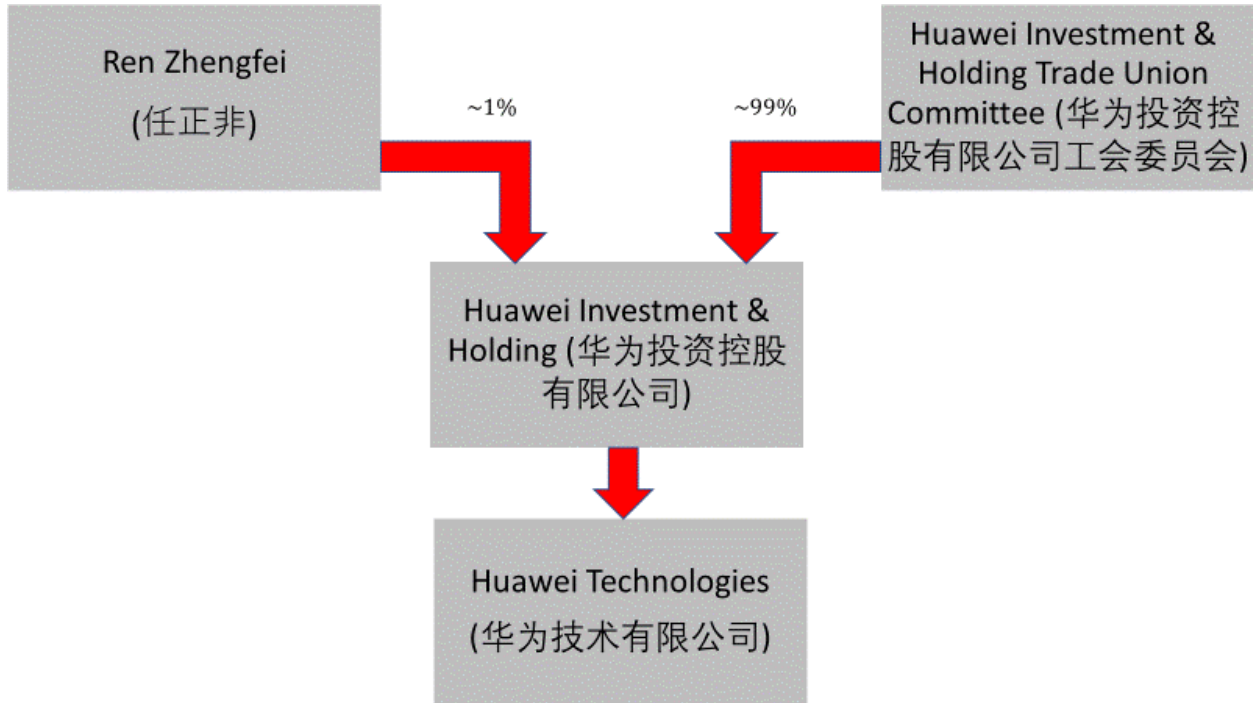 Ren Zhengfei
(任正非)
~1%
~99%
Huawei Investment &
Holding Trade Union
Committee (华为投资控
股有限公司工会委员会)
Huawei Investment &
Holding (华为投资控股
有限公司)
Huawei Technologies
(华为技术有限公司)